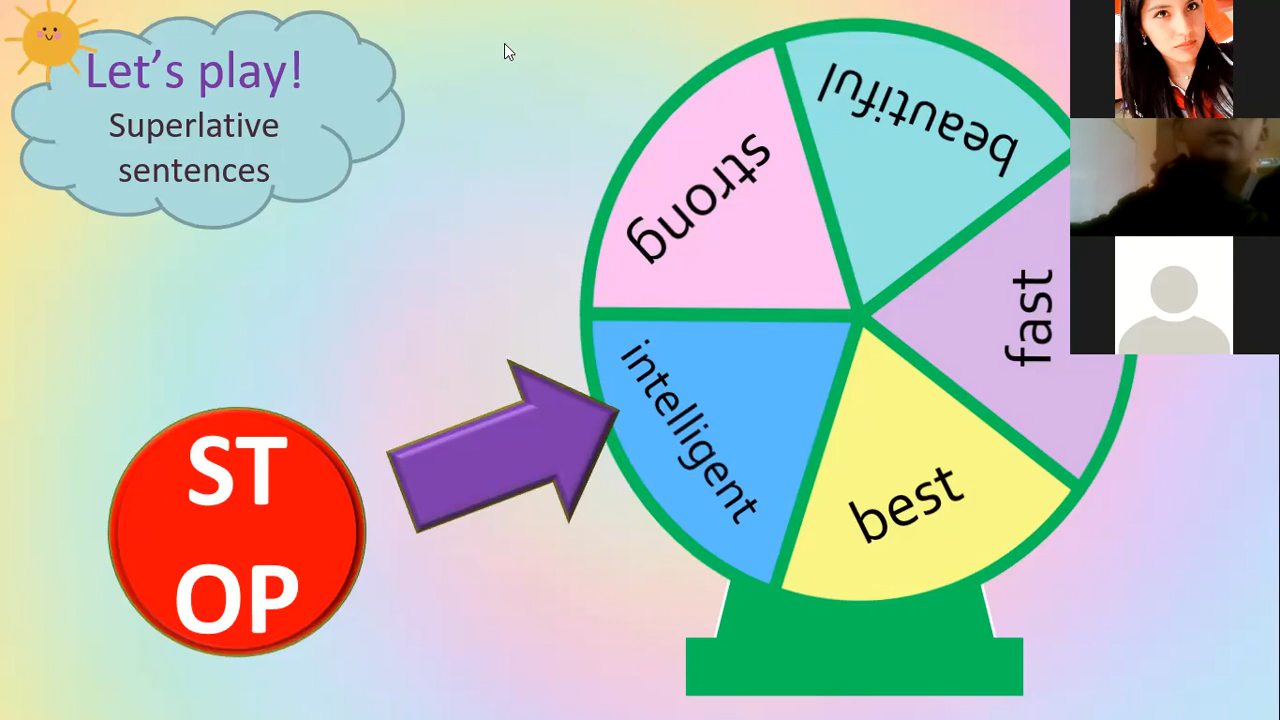 Let's play!
Superlative
sentences
beautiful
strong
fast
intelligent
best
ST
OP